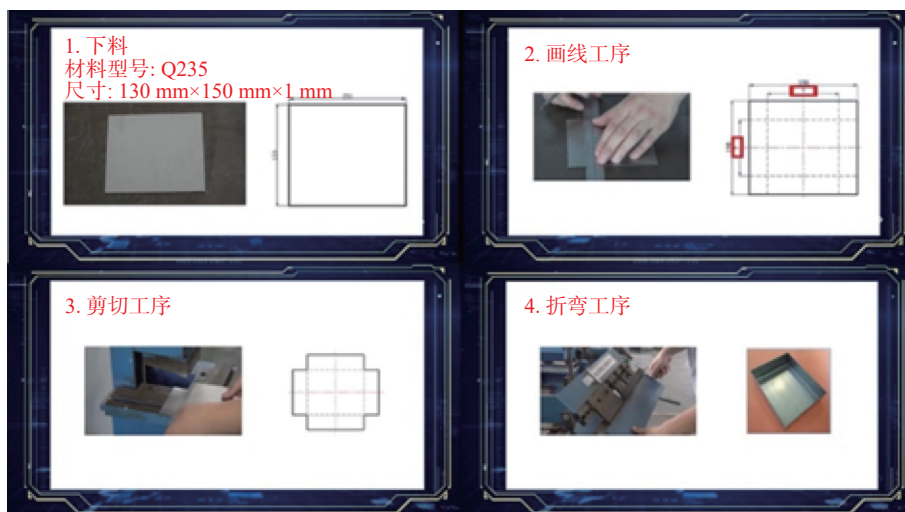 1. 下料
材料型号: Q235
尺寸: 130 mm×150 mm×1 mm
2. 画线工序
3. 剪切工序
4. 折弯工序